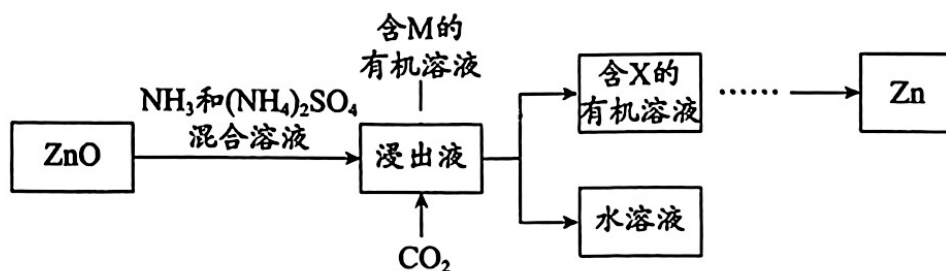 含M的
有机溶液
NH₃和(NH₄)₂SO₄
混合溶液
ZnO
浸出液
CO₂
含X的
有机溶液
……
Zn
水溶液